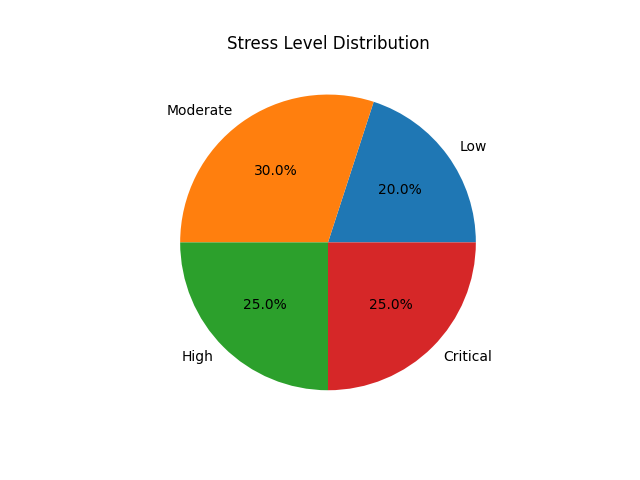 Stress Level Distribution
Moderate
Low
30.0%
20.0%
25.0%
25.0%
High
Critical